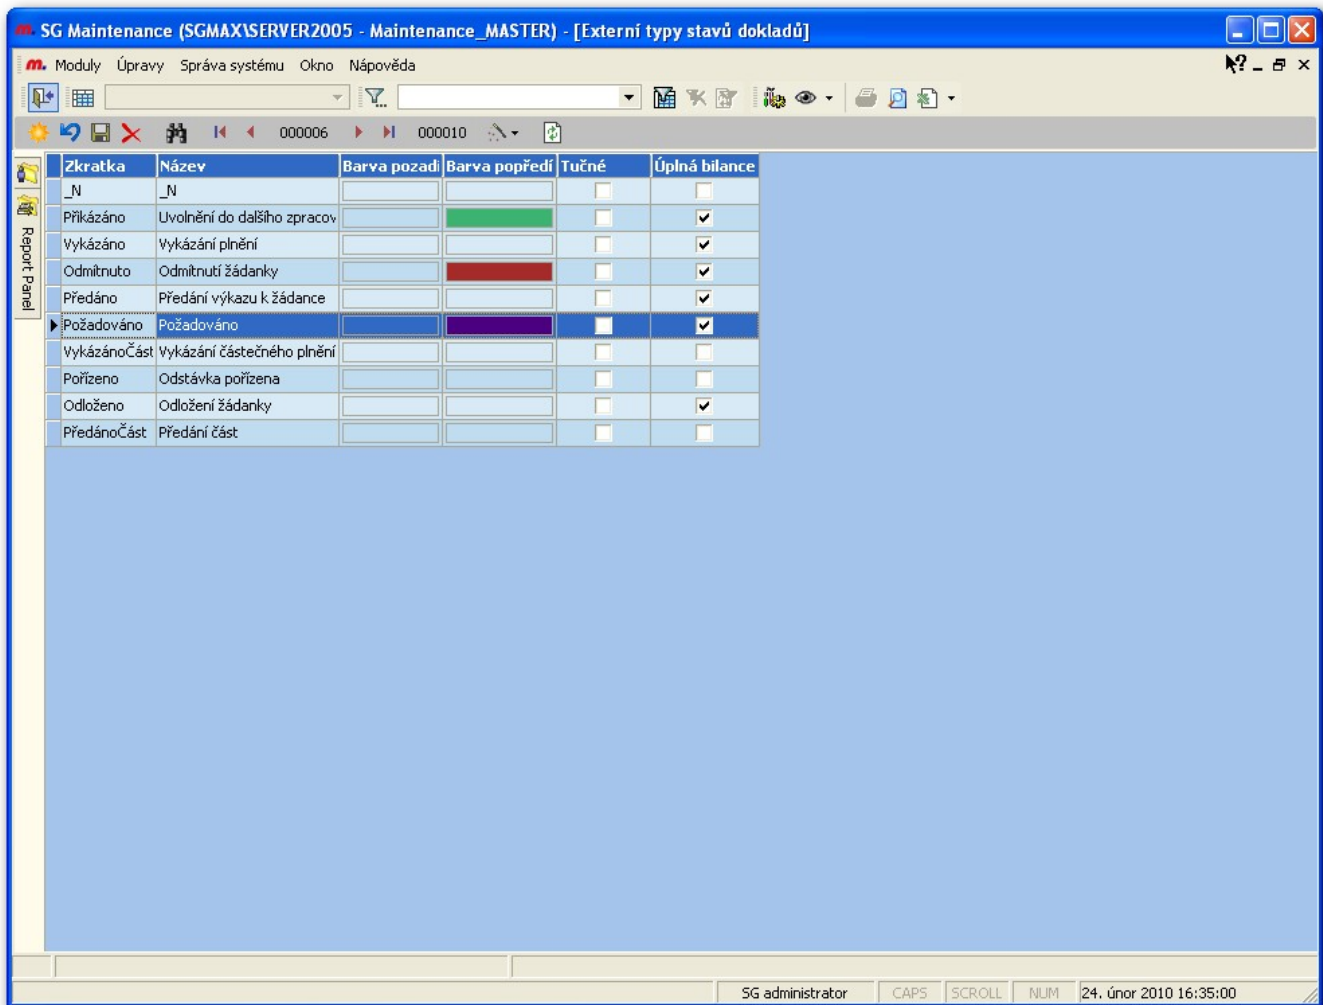 m. SG Maintenance (SGMAX\SERVER2005 - Maintenance_MASTER) - [Externí typy stavů dokladů]
m. Moduly Úpravy Správa systému Okno Nápověda
000006 000010
Report Panel
Zkratka Název Barva pozadí Barva popředí Tučné Úplná bilance
_N _N
Přikázáno Uvolnění do dalšího zpracov
Vykázáno Vykázání plnění
Odmítnuto Odmítnutí žádanky
Předáno Předání výkazu k žádance
Požadováno Požadováno
VykázánoČást Vykázání částečného plnění
Pořízeno Odstávka pořízena
Odloženo Odložení žádanky
PředánoČást Předání část
SG administrator CAPS SCROLL NUM 24. únor 2010 16:35:00